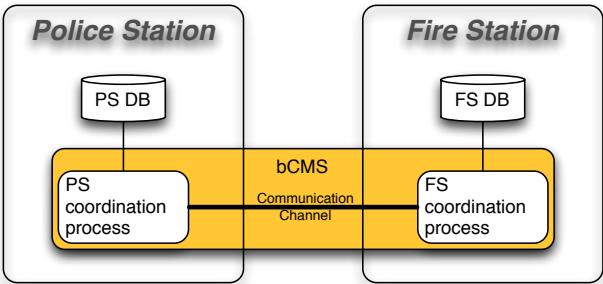 Police Station
Fire Station
PS DB
FS DB
bCMS
PS
coordination
process
Communication
Channel
FS
coordination
process